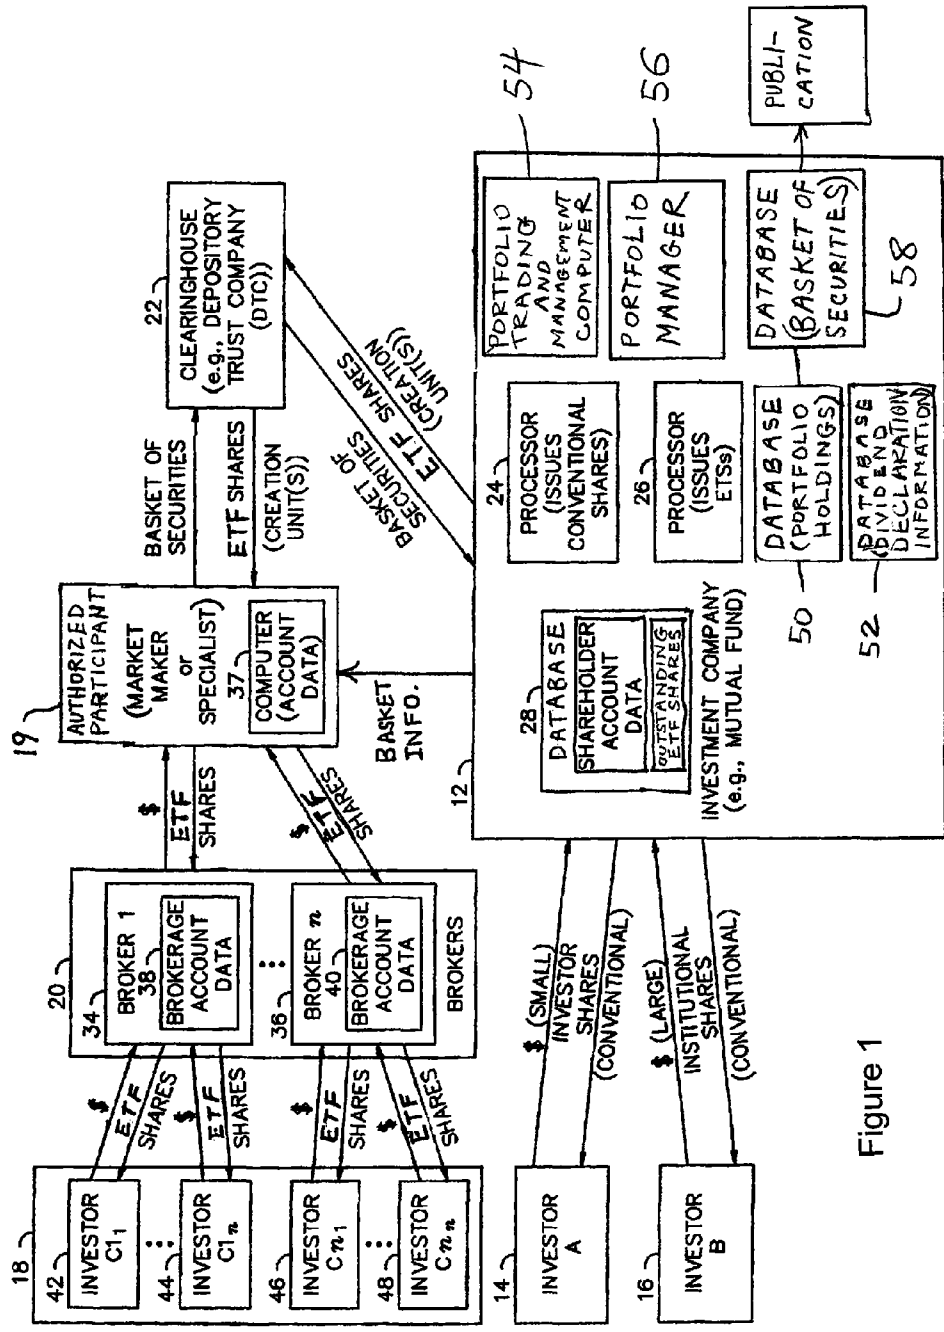 18
42
INVESTOR
C1₁
44
INVESTOR
C1ₙ
46
INVESTOR
Cn₁
48
INVESTOR
Cnₙ
14
INVESTOR
A
16
INVESTOR
B
$
ETF
SHARES
$
ETF
SHARES
$
ETF
SHARES
$
ETF
SHARES
20
34
BROKER 1
38
BROKERAGE
ACCOUNT
DATA
36
BROKER n
40
BROKERAGE
ACCOUNT
DATA
BROKERS
$
ETF
SHARES
$
ETF
SHARES
19
AUTHORIZED
PARTICIPANT
(MARKET
MAKER
or
SPECIALIST)
37
COMPUTER
(ACCOUNT
DATA)
BASKET OF
SECURITIES
ETF SHARES
(CREATION
UNIT(S))
22
CLEARINGHOUSE
(e.g., DEPOSITORY
TRUST COMPANY
(DTC))
BASKET OF
SECURITIES
ETF SHARES
(CREATION
UNIT(S))
BASKET
INFO.
$ (SMALL)
INVESTOR
SHARES
(CONVENTIONAL)
$ (LARGE)
INSTITUTIONAL
SHARES
(CONVENTIONAL)
12
28
DATABASE
SHAREHOLDER
ACCOUNT
DATA
OUTSTANDING
ETF SHARES
INVESTMENT COMPANY
(e.g., MUTUAL FUND)
24
PROCESSOR
(ISSUES
CONVENTIONAL
SHARES)
26
PROCESSOR
(ISSUES
ETSs)
DATABASE
(PORTFOLIO
HOLDINGS)
50
DATABASE
(DIVIDEND
DECLARATION
INFORMATION
52
PORTFOLIO
TRADING
AND
MANAGEMENT
COMPUTER
54
PORTFOLIO
MANAGER
56
DATABASE
(BASKET OF
SECURITIES)
58
PUBLI-
CATION
Figure 1